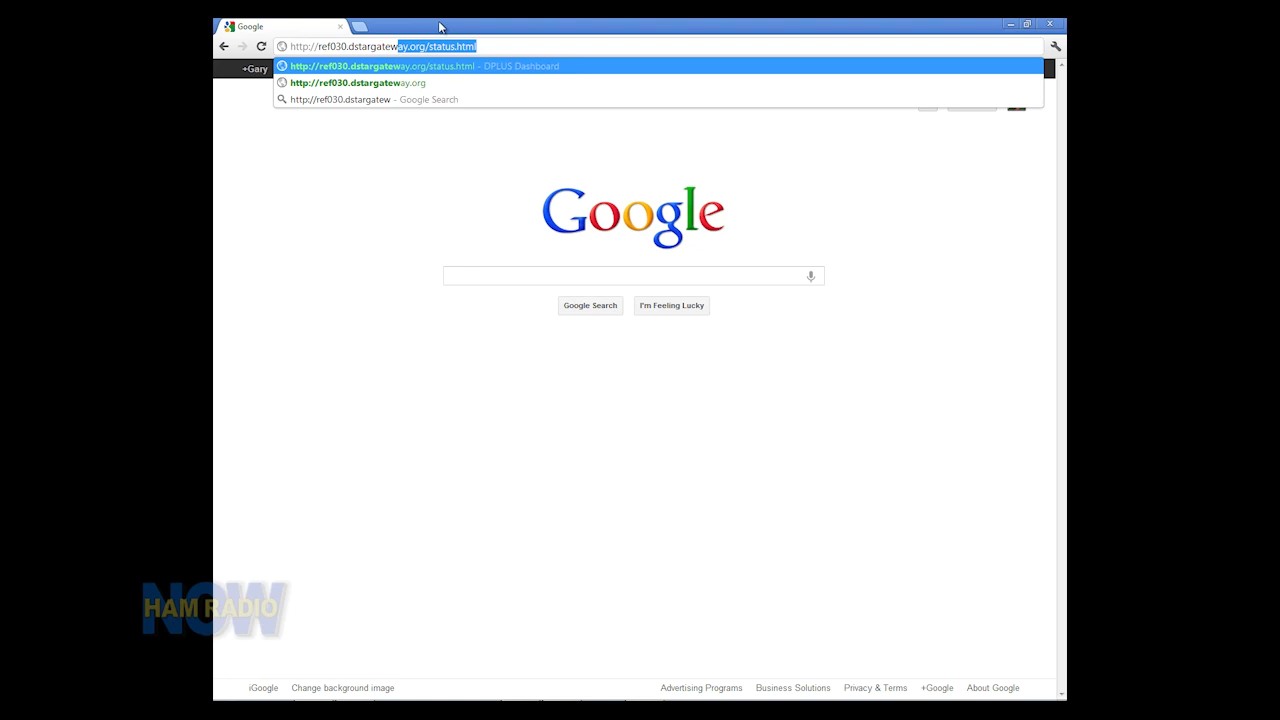 Google
http://ref030.dstargateway.org/status.html
+Gary
http://ref030.dstargateway.org/status.html - DPLUS Dashboard
http://ref030.dstargateway.org
http://ref030.dstargatew - Google Search
Google
Google Search
I'm Feeling Lucky
NOW
HAM RADIO
iGoogle
Change background image
Advertising Programs
Business Solutions
Privacy & Terms
+Google
About Google